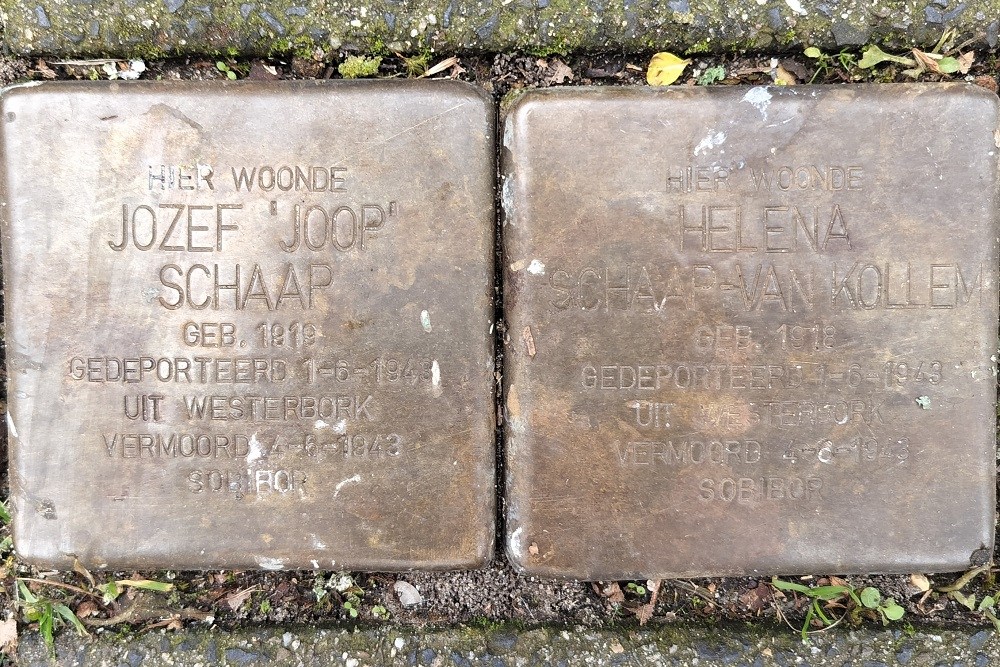 HIER WOONDE
JOZEF 'JOOP'
SCHAAP
GEB. 1919
GEDEPORTEERD 1-6-1943
UIT WESTERBORK
VERMOORD 4-6-1943
SOBIBOR
HIER WOONDE
HELENA
SCHAAP-VAN KOLLEM
GEB. 1918
GEDEPORTEERD 1-6-1943
UIT WESTERBORK
VERMOORD 4-6-1943
SOBIBOR